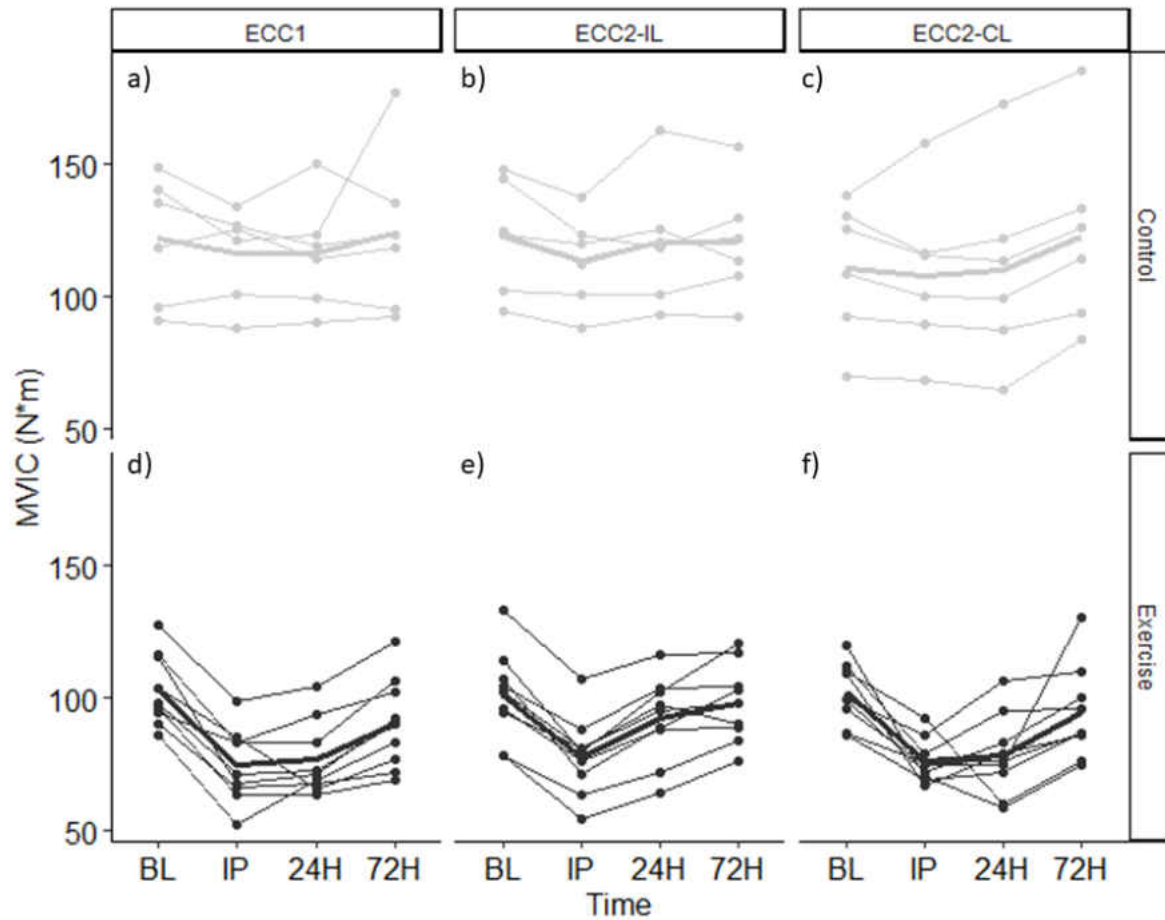 ECC1 ECC2-IL ECC2-CL
a) b) c)
150
100
50
Control
MVIC (N*m)
d) e) f)
150
100
50
Exercise
BL IP 24H 72H BL IP 24H 72H BL IP 24H 72H
Time